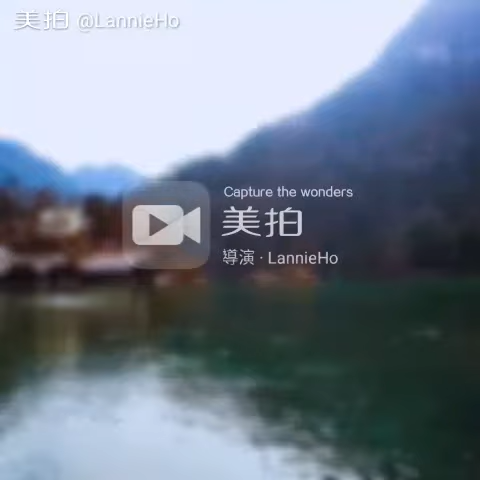 美拍 @LannieHo
Capture the wonders
美拍
導演 · LannieHo